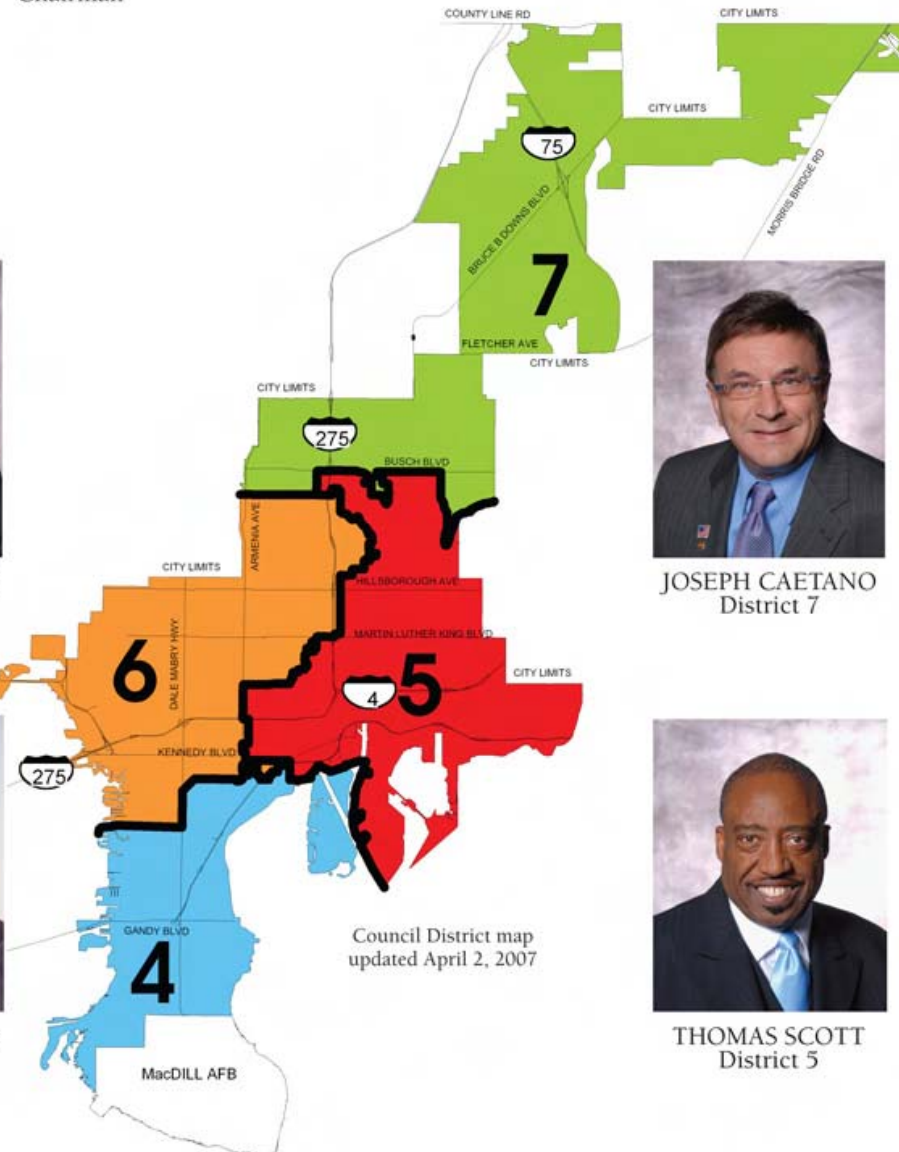 COUNTY LINE RD
CITY LIMITS
CITY LIMITS
75
MORRIS BRIDGE RD
BRUCE B DOWNS BLVD
7
FLETCHER AVE
CITY LIMITS
CITY LIMITS
275
BUSCH BLVD
ARMENIA AVE
CITY LIMITS
HILLSBOROUGH AVE
JOSEPH CAETANO
District 7
DALE MABRY HWY
MARTIN LUTHER KING BLVD
6
5
CITY LIMITS
4
KENNEDY BLVD
275
GANDY BLVD
4
Council District map
updated April 2, 2007
THOMAS SCOTT
District 5
MacDILL AFB